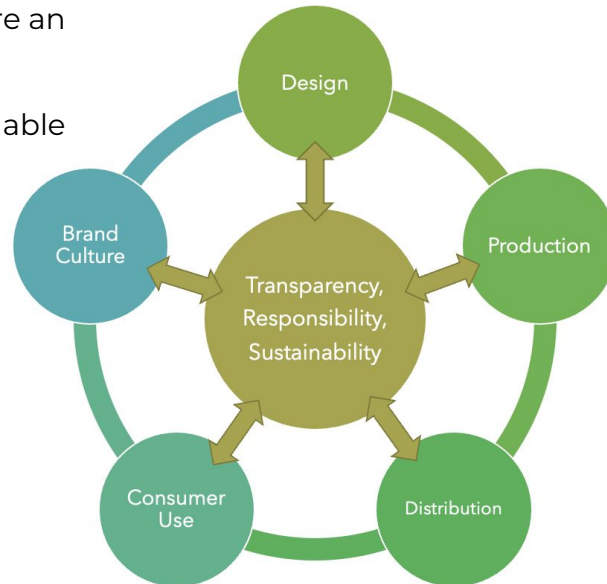 re an
able
Design
Brand
Culture
Production
Transparency,
Responsibility,
Sustainability
Consumer
Use
Distribution